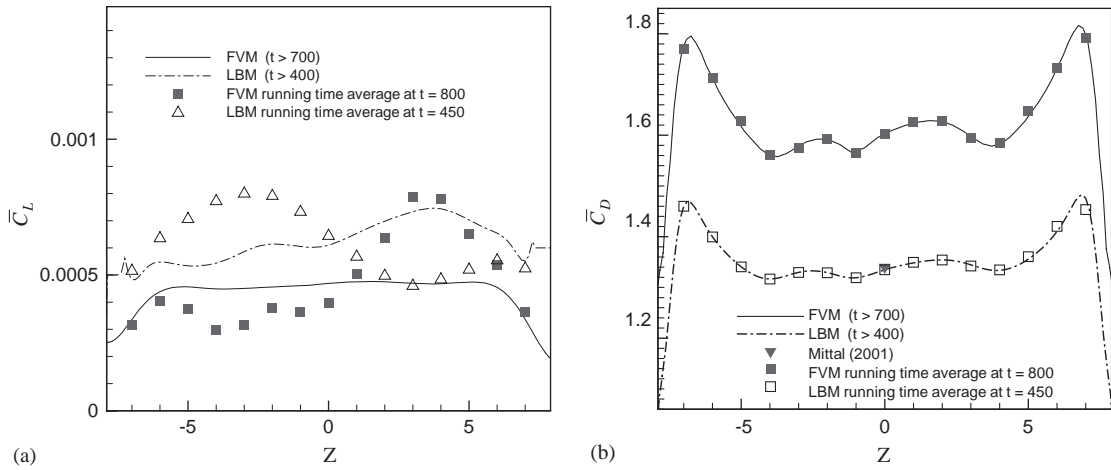 FVM (t > 700)
LBM (t > 400)
FVM running time average at t = 800
LBM running time average at t = 450
0.001
0.0005
0
C̅_L
-5
0
5
Z
(a)
1.8
1.6
1.4
1.2
C̅_D
FVM (t > 700)
LBM (t > 400)
Mittal (2001)
FVM running time average at t = 800
LBM running time average at t = 450
-5
0
5
Z
(b)